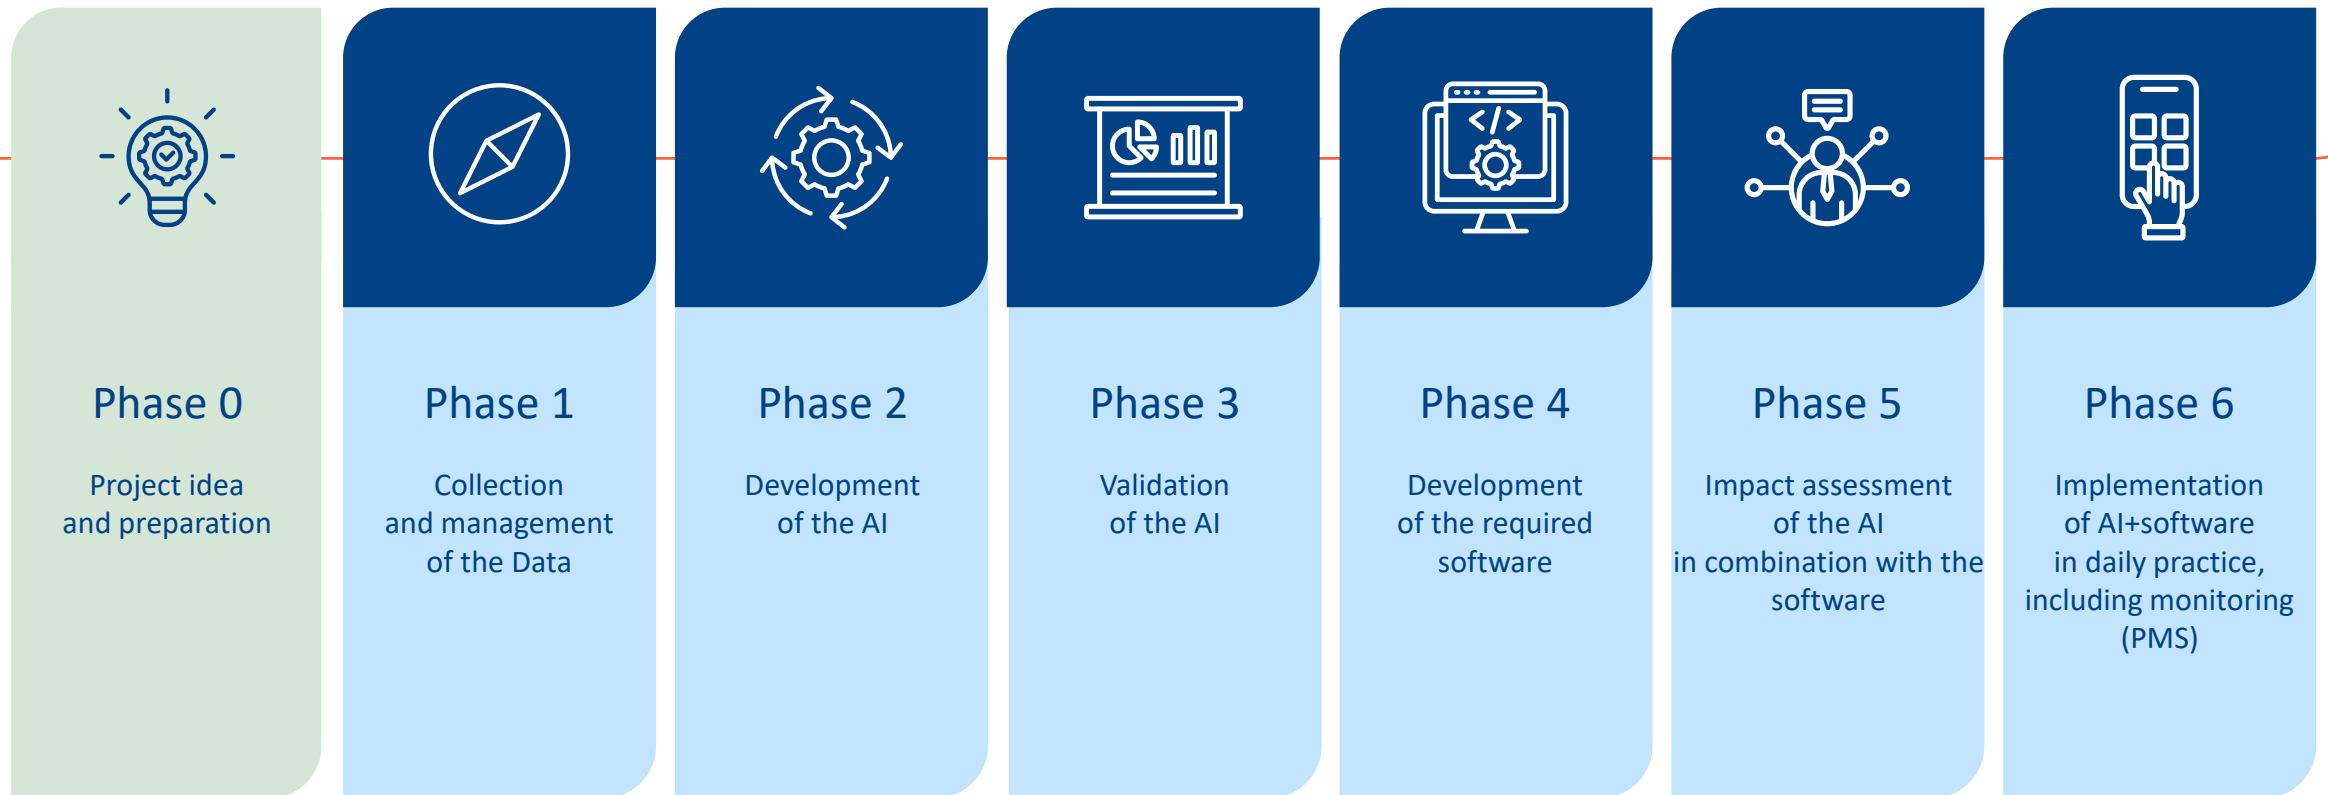 Phase 0
Project idea
and preparation
Phase 1
Collection
and management
of the Data
Phase 2
Development
of the AI
Phase 3
Validation
of the AI
Phase 4
Development
of the required
software
Phase 5
Impact assessment
of the AI
in combination with the
software
Phase 6
Implementation
of AI+software
in daily practice,
including monitoring
(PMS)